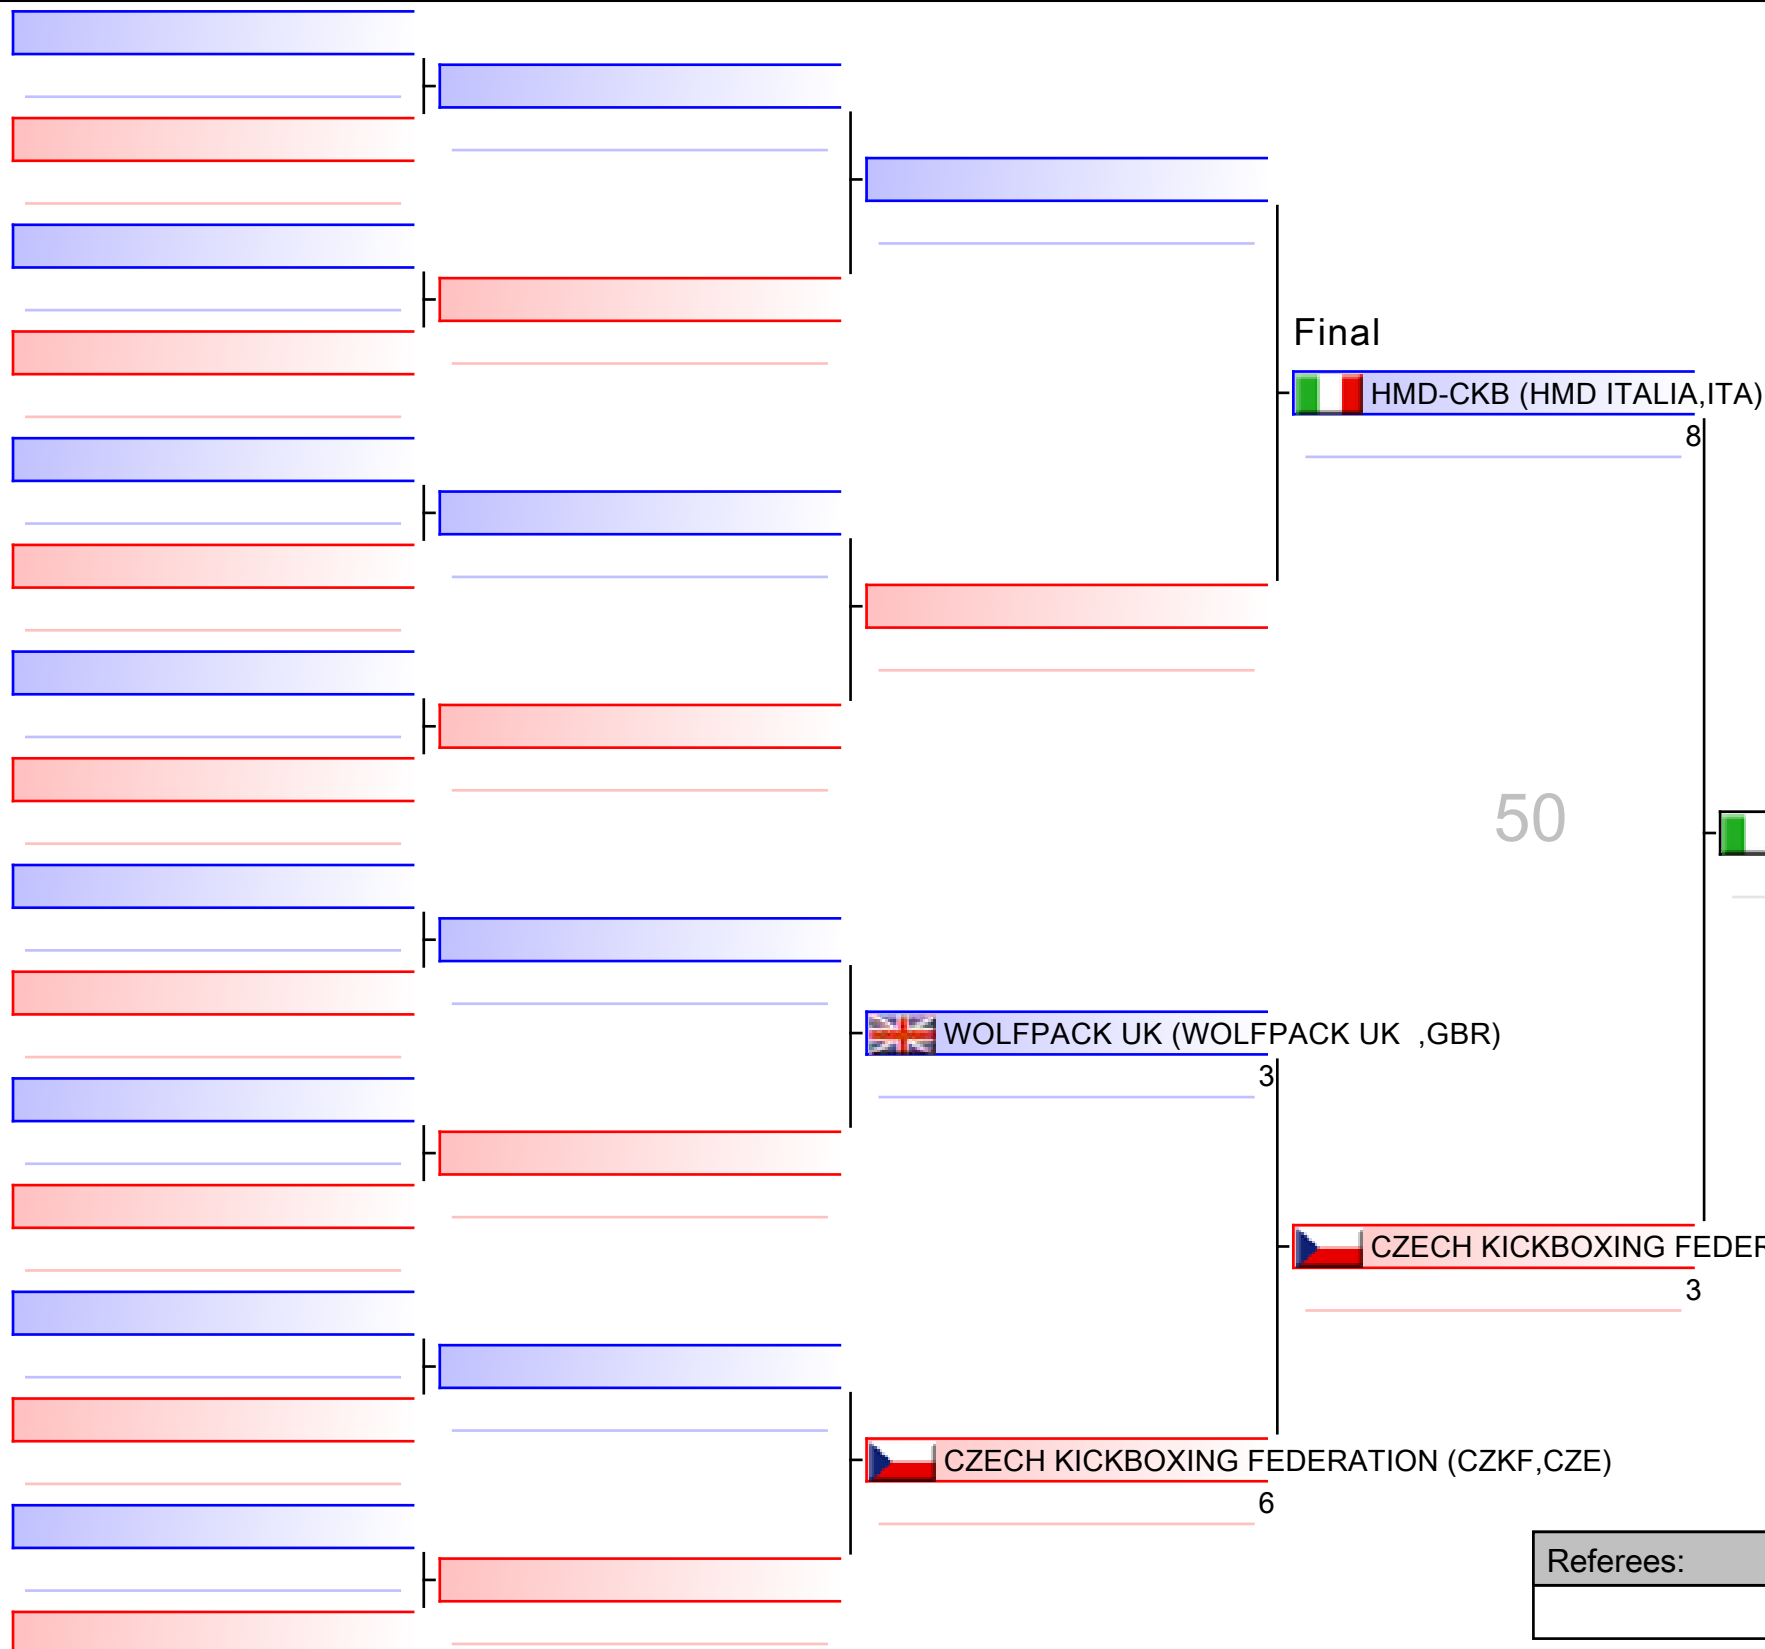 Final
HMD-CKB (HMD ITALIA,ITA)
8
50
WOLFPACK UK (WOLFPACK UK  ,GBR)
3
CZECH KICKBOXING FEDER
3
CZECH KICKBOXING FEDERATION (CZKF,CZE)
6
Referees: